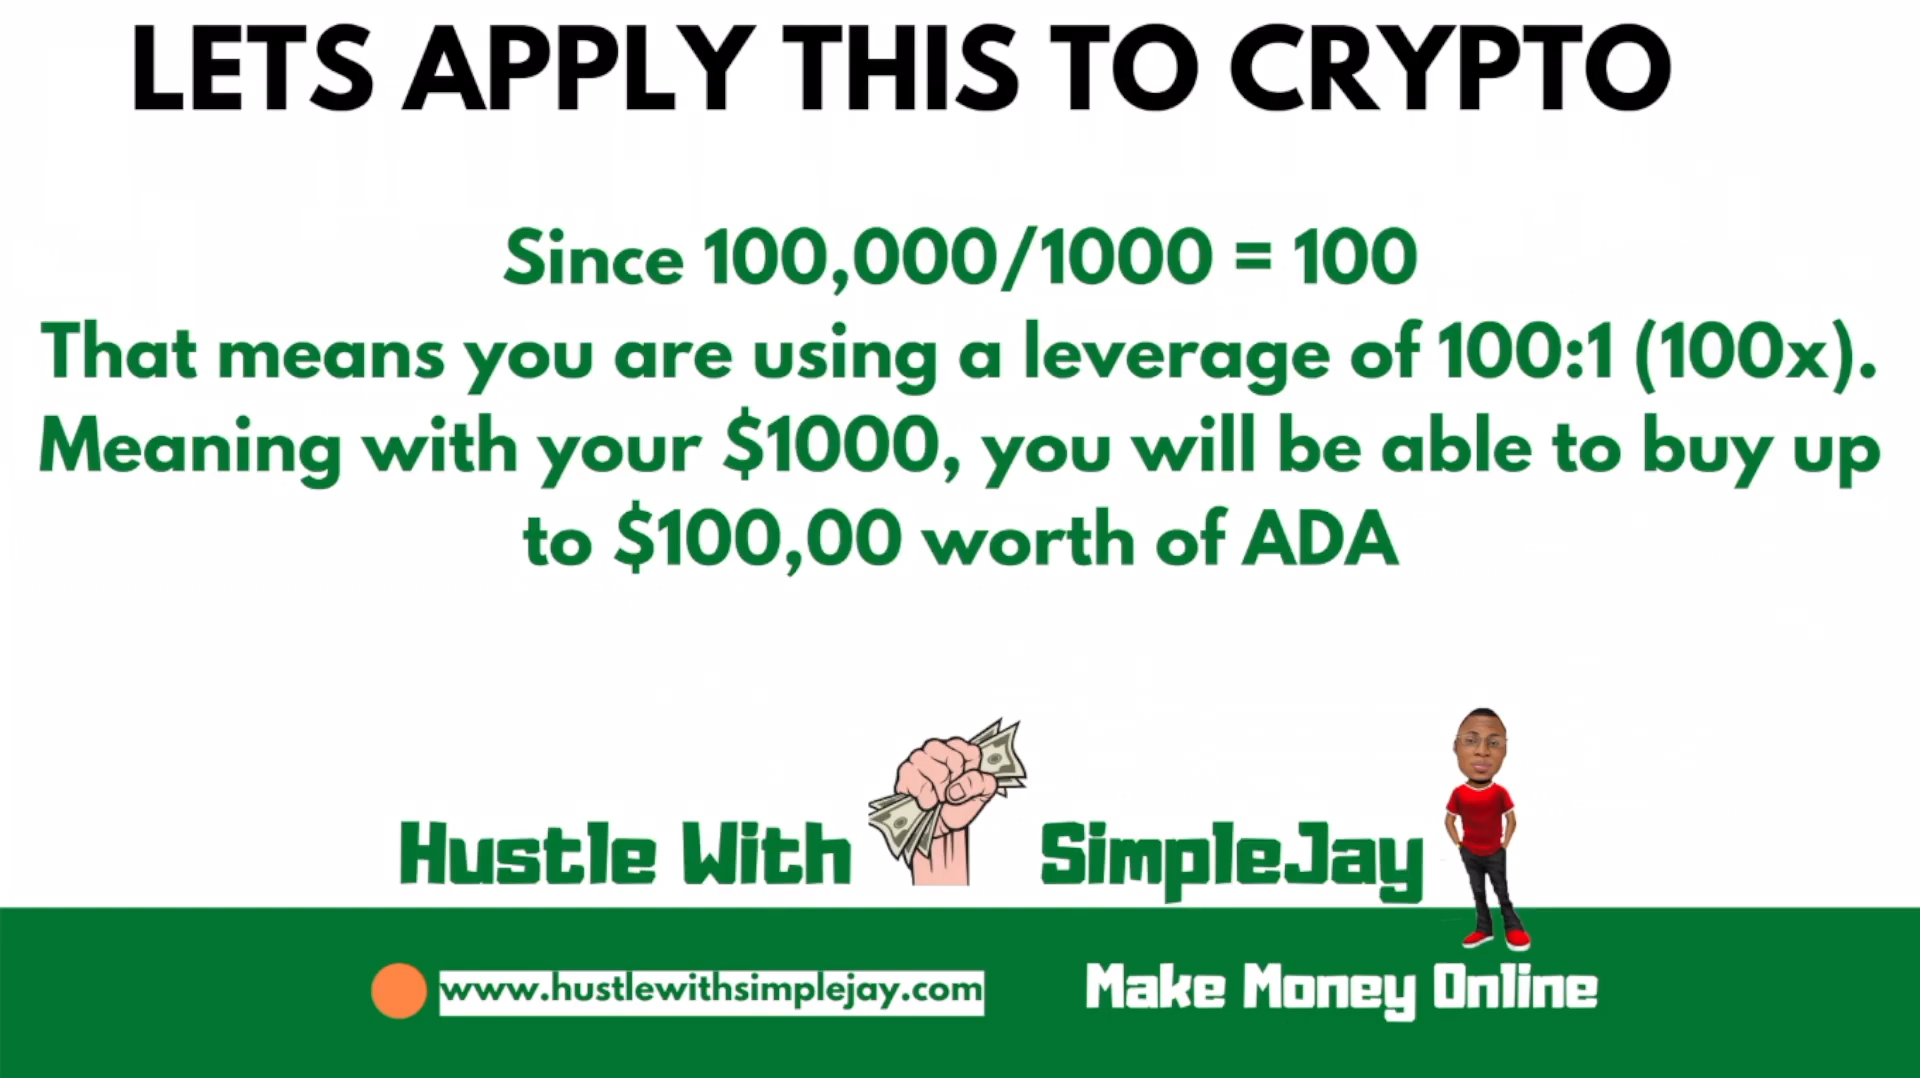 LETS APPLY THIS TO CRYPTO
Since 100,000/1000 = 100
That means you are using a leverage of 100:1 (100x).
Meaning with your $1000, you will be able to buy up
to $100,00 worth of ADA
Hustle With SimpleJay
www.hustlewithsimplejay.com
Make Money Online